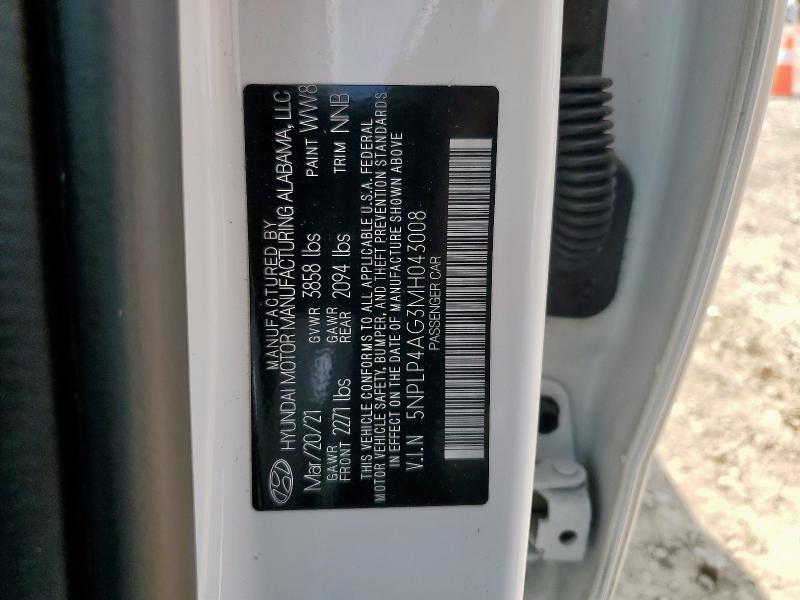 MANUFACTURED BY
HYUNDAI MOTOR MANUFACTURING ALABAMA, LLC
Mar/20/21 GVWR 3858 lbs PAINT WW8
GAWR FRONT 2271 lbs GAWR REAR 2094 lbs TRIM NNB
THIS VEHICLE CONFORMS TO ALL APPLICABLE U.S.A. FEDERAL
MOTOR VEHICLE SAFETY, BUMPER, AND THEFT PREVENTION STANDARDS
IN EFFECT ON THE DATE OF MANUFACTURE SHOWN ABOVE
V.I.N 5NPLP4AG3MH043008
PASSENGER CAR